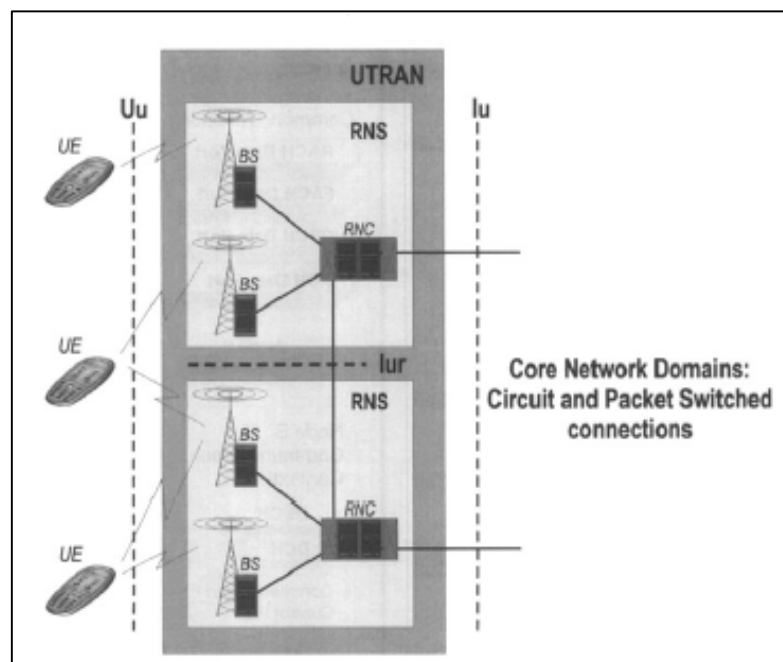 UTRAN
Uu
Iu
RNS
UE
BS
RNC
BS
UE
Iur
RNS
Core Network Domains:
Circuit and Packet Switched
connections
BS
RNC
UE
BS